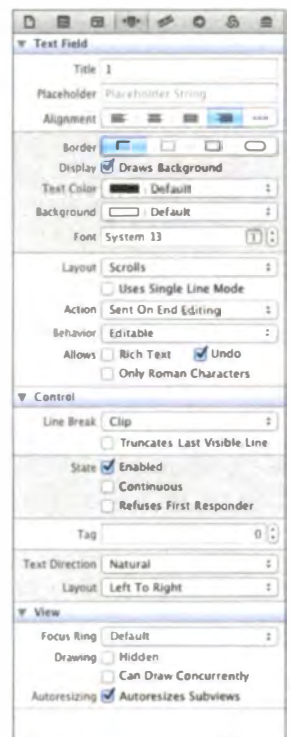 Text Field
Title 1
Placeholder Placeholder String
Alignment
Border
Display Draws Background
Text Color Default
Background Default
Font System 13
Layout Scrolls
Uses Single Line Mode
Action Sent On End Editing
Behavior Editable
Allows Rich Text Undo
Only Roman Characters
Control
Line Break Clip
Truncates Last Visible Line
State Enabled
Continuous
Refuses First Responder
Tag 0
Text Direction Natural
Layout Left To Right
View
Focus Ring Default
Drawing Hidden
Can Draw Concurrently
Autoresizing Autoresizes Subviews